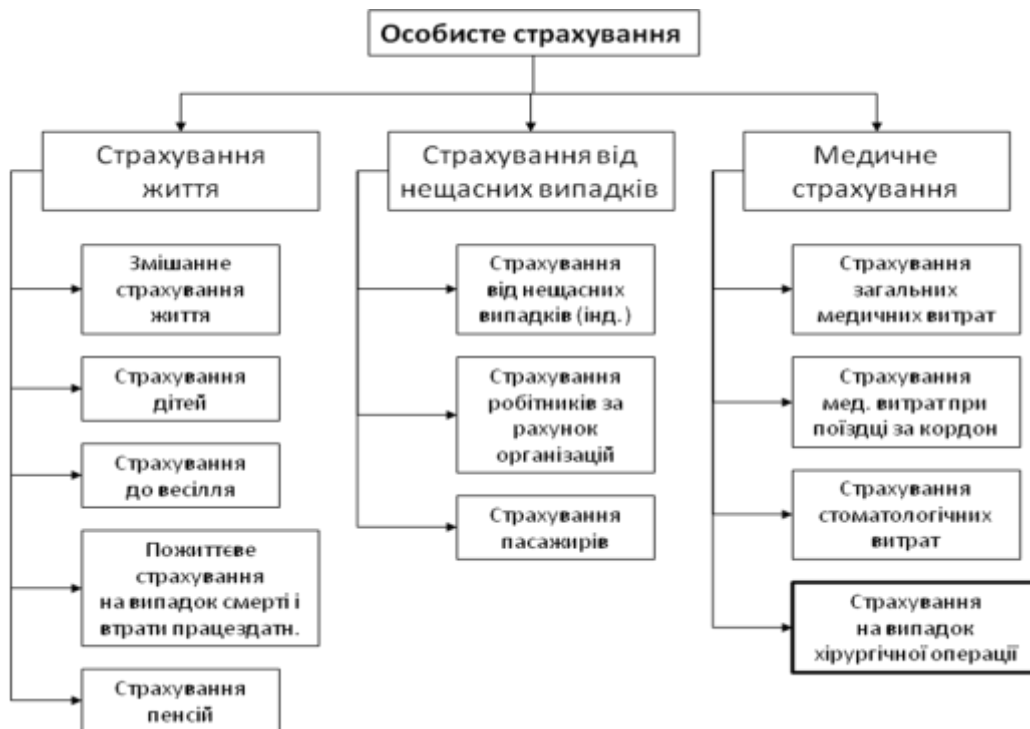 Особисте страхування
Страхування
життя
Змішанне
страхування
життя
Страхування
дітей
Страхування
до весілля
Пожиттєве
страхування
на випадок смерті і
втрати працездатн.
Страхування
пенсій
Страхування від
нещасних випадків
Страхування
від нещасних
випадків (інд.)
Страхування
робітників за
рахунок
організацій
Страхування
пасажирів
Медичне
страхування
Страхування
загальних
медичних витрат
Страхування
мед. витрат при
поїздці за кордон
Страхування
стоматологічних
витрат
Страхування
на випадок
хірургічної операції